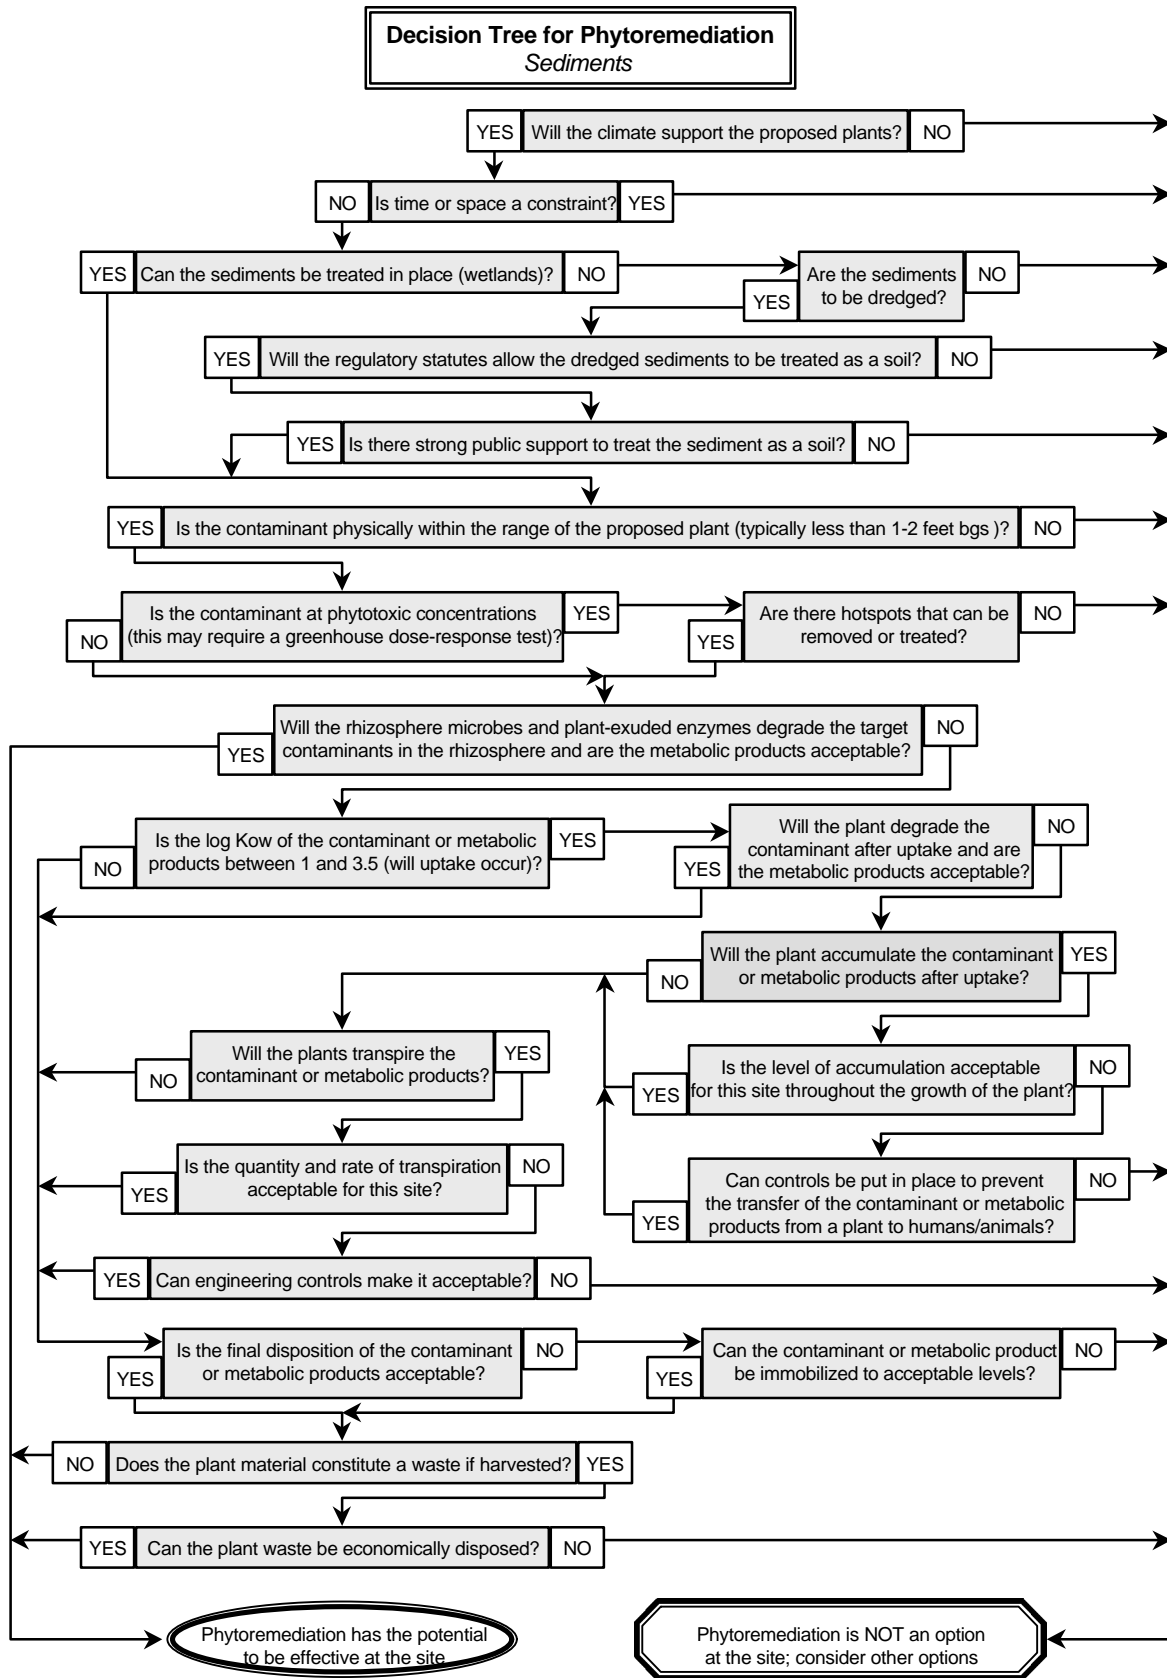 Decision Tree for Phytoremediation
Sediments
YES
Will the climate support the proposed plants?
NO
NO
Is time or space a constraint?
YES
YES
Can the sediments be treated in place (wetlands)?
NO
Are the sediments
to be dredged?
NO
YES
YES
Will the regulatory statutes allow the dredged sediments to be treated as a soil?
NO
YES
Is there strong public support to treat the sediment as a soil?
NO
YES
Is the contaminant physically within the range of the proposed plant (typically less than 1-2 feet bgs )?
NO
Is the contaminant at phytotoxic concentrations
(this may require a greenhouse dose-response test)?
YES
NO
Are there hotspots that can be
removed or treated?
NO
YES
Will the rhizosphere microbes and plant-exuded enzymes degrade the target
contaminants in the rhizosphere and are the metabolic products acceptable?
NO
YES
Is the log Kow of the contaminant or metabolic
products between 1 and 3.5 (will uptake occur)?
YES
NO
Will the plant degrade the
contaminant after uptake and are
the metabolic products acceptable?
NO
YES
Will the plant accumulate the contaminant
or metabolic products after uptake?
YES
NO
Will the plants transpire the
contaminant or metabolic products?
YES
NO
Is the level of accumulation acceptable
for this site throughout the growth of the plant?
NO
YES
Is the quantity and rate of transpiration
acceptable for this site?
NO
YES
Can controls be put in place to prevent
the transfer of the contaminant or metabolic
products from a plant to humans/animals?
NO
YES
YES
Can engineering controls make it acceptable?
NO
Is the final disposition of the contaminant
or metabolic products acceptable?
NO
YES
Can the contaminant or metabolic product
be immobilized to acceptable levels?
NO
YES
NO
Does the plant material constitute a waste if harvested?
YES
YES
Can the plant waste be economically disposed?
NO
Phytoremediation has the potential
to be effective at the site
Phytoremediation is NOT an option
at the site; consider other options